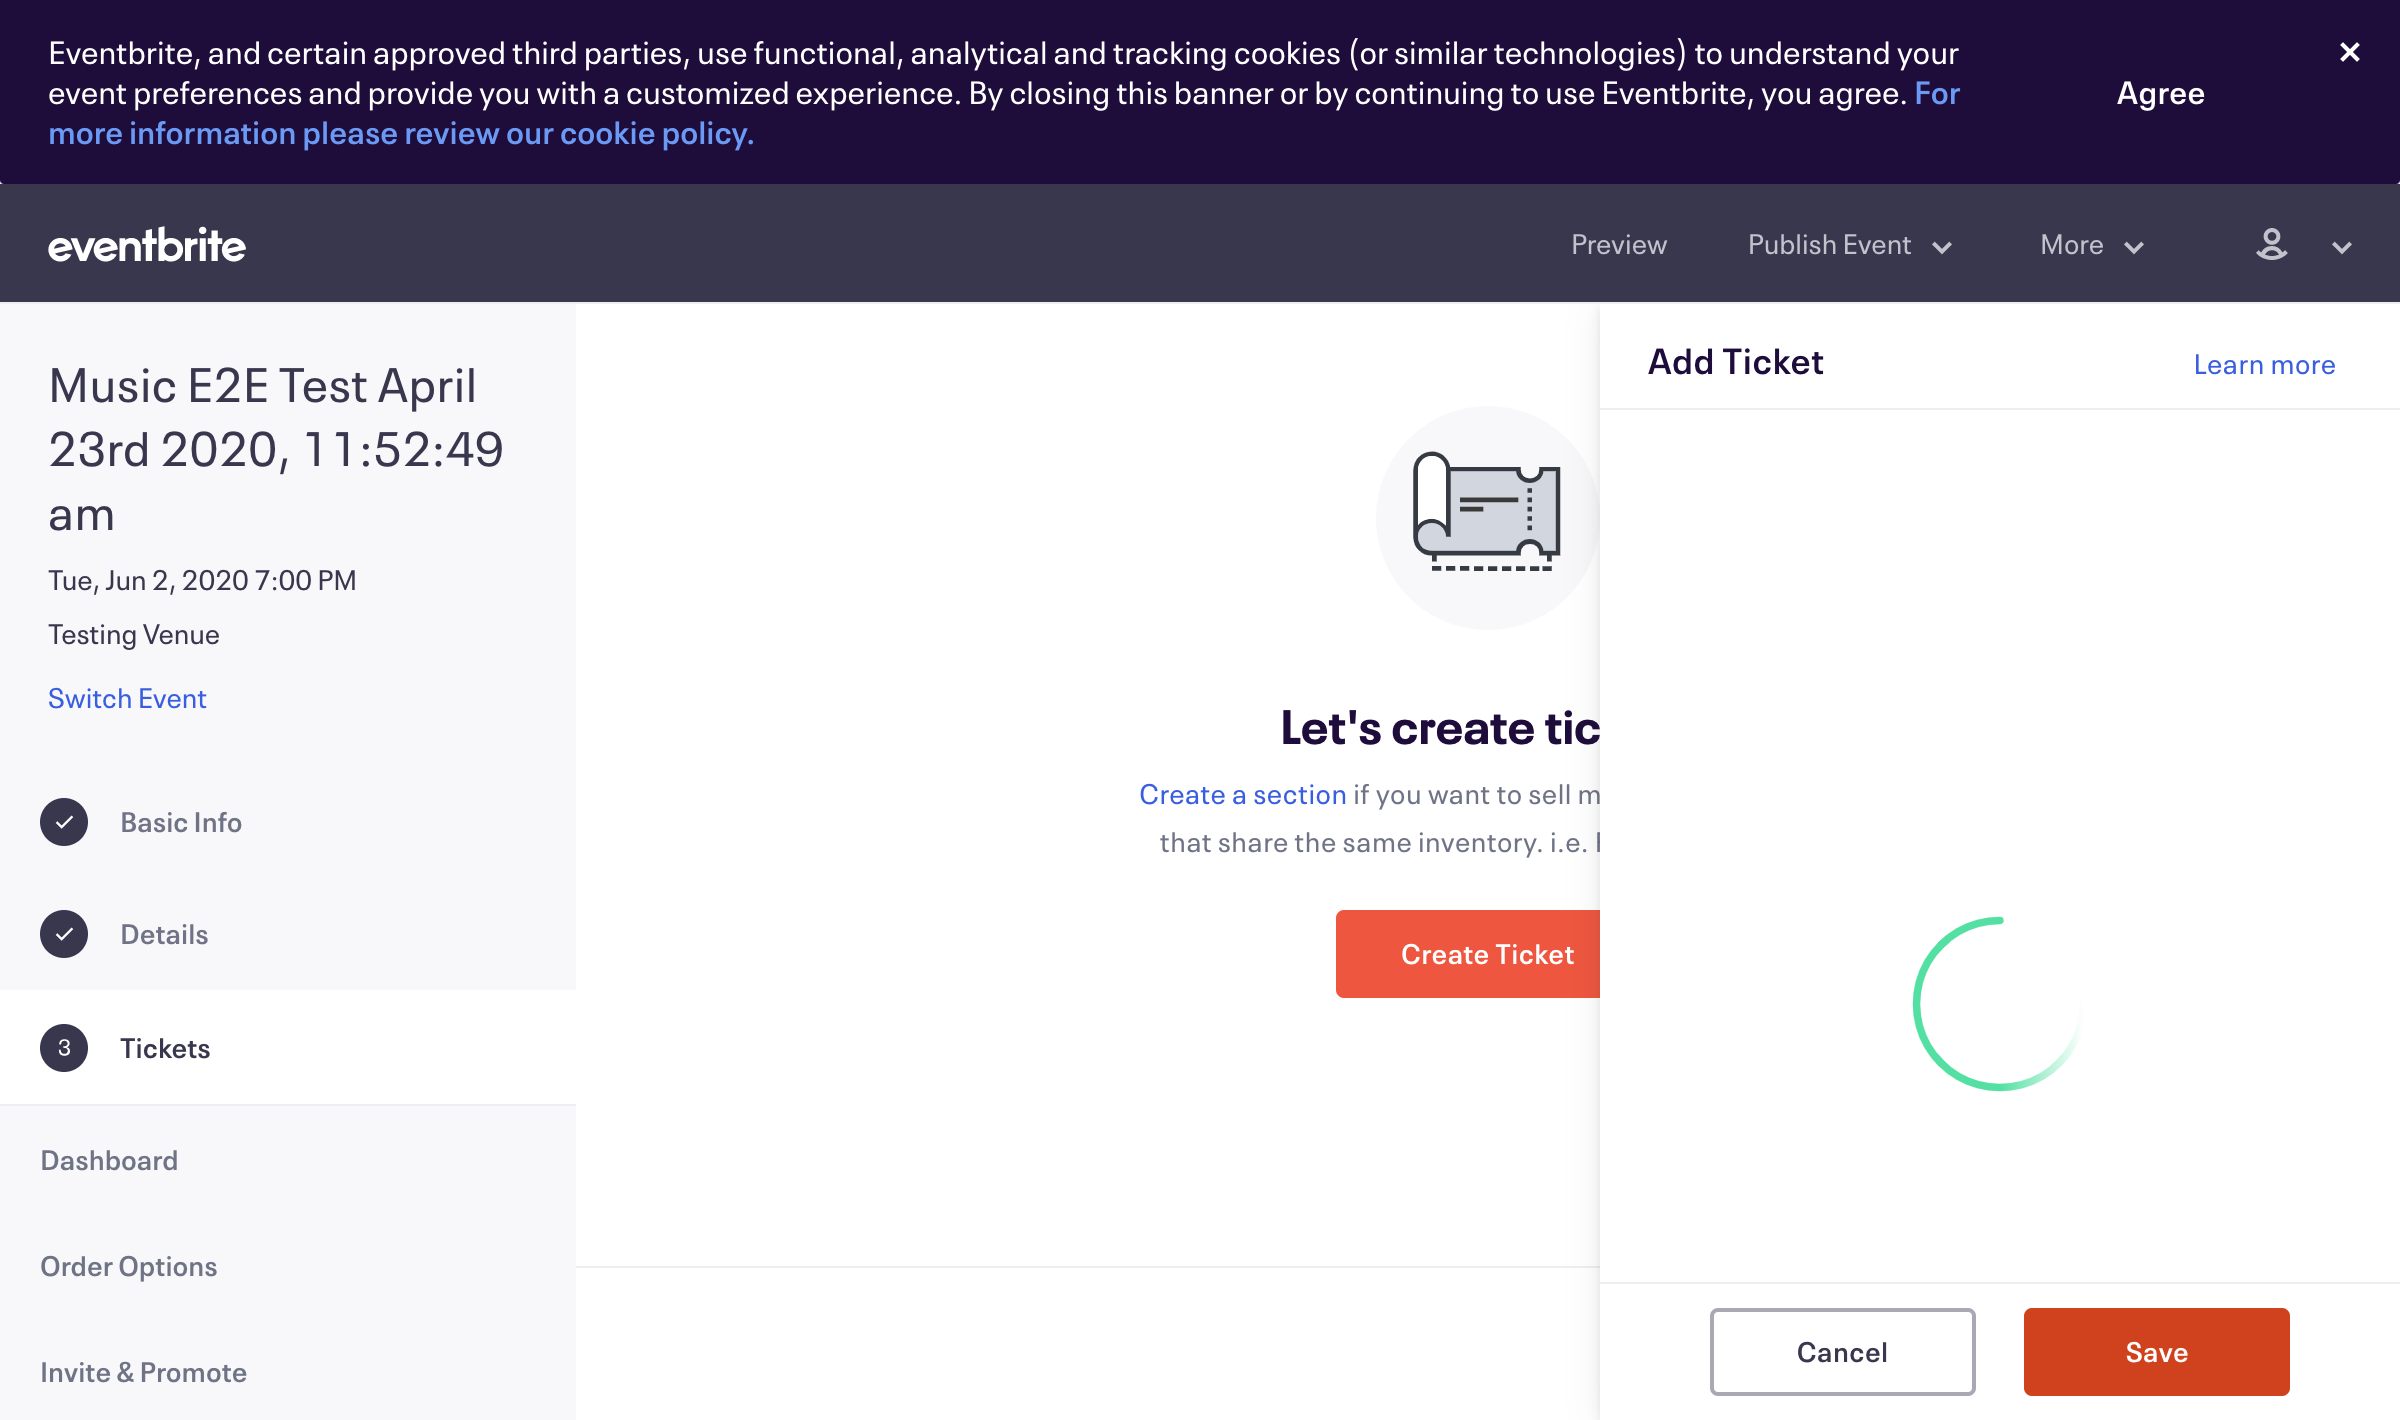 Eventbrite, and certain approved third parties, use functional, analytical and tracking cookies (or similar technologies) to understand your
event preferences and provide you with a customized experience. By closing this banner or by continuing to use Eventbrite, you agree. For
more information please review our cookie policy.
Agree
eventbrite
Preview
Publish Event
More
Music E2E Test April
23rd 2020, 11:52:49
am
Tue, Jun 2, 2020 7:00 PM
Testing Venue
Switch Event
Basic Info
Details
3 Tickets
Dashboard
Order Options
Invite & Promote
Let's create tic
Create a section if you want to sell m
that share the same inventory. i.e.
Create Ticket
Add Ticket
Learn more
Cancel
Save